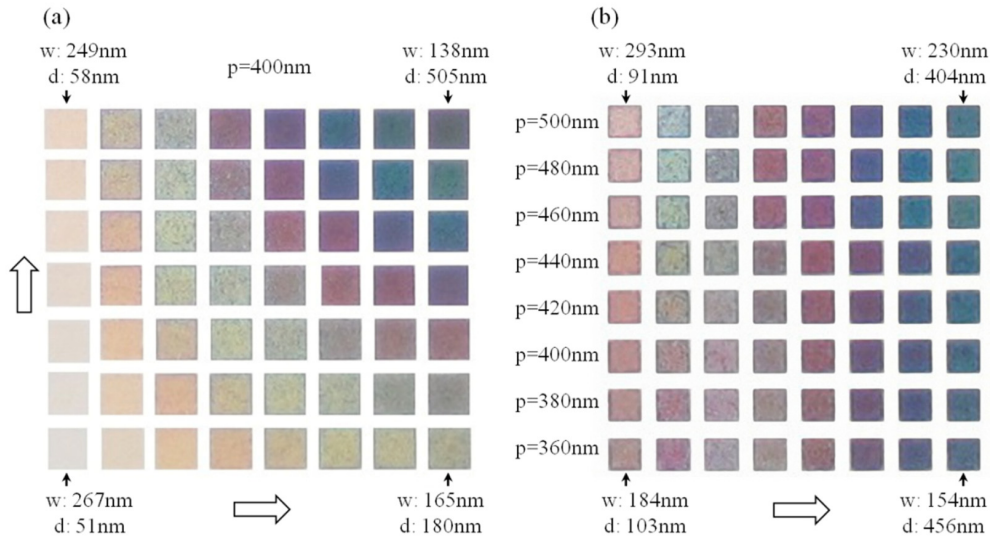 (a)
w: 249nm
d: 58nm
p=400nm
w: 138nm
d: 505nm
w: 267nm
d: 51nm
w: 165nm
d: 180nm
(b)
w: 293nm
d: 91nm
w: 230nm
d: 404nm
p=500nm
p=480nm
p=460nm
p=440nm
p=420nm
p=400nm
p=380nm
p=360nm
w: 184nm
d: 103nm
w: 154nm
d: 456nm